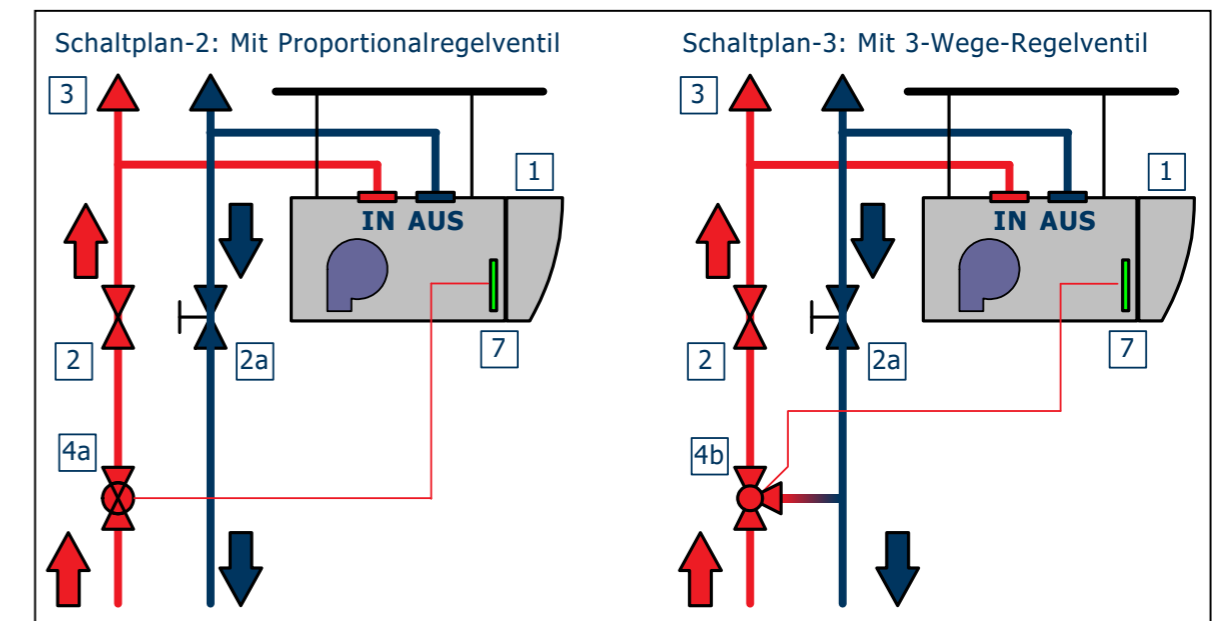 Schaltplan-2: Mit Proportionalregelventil
3
1
IN AUS
2
2a
7
4a
Schaltplan-3: Mit 3-Wege-Regelventil
3
1
IN AUS
2
2a
7
4b